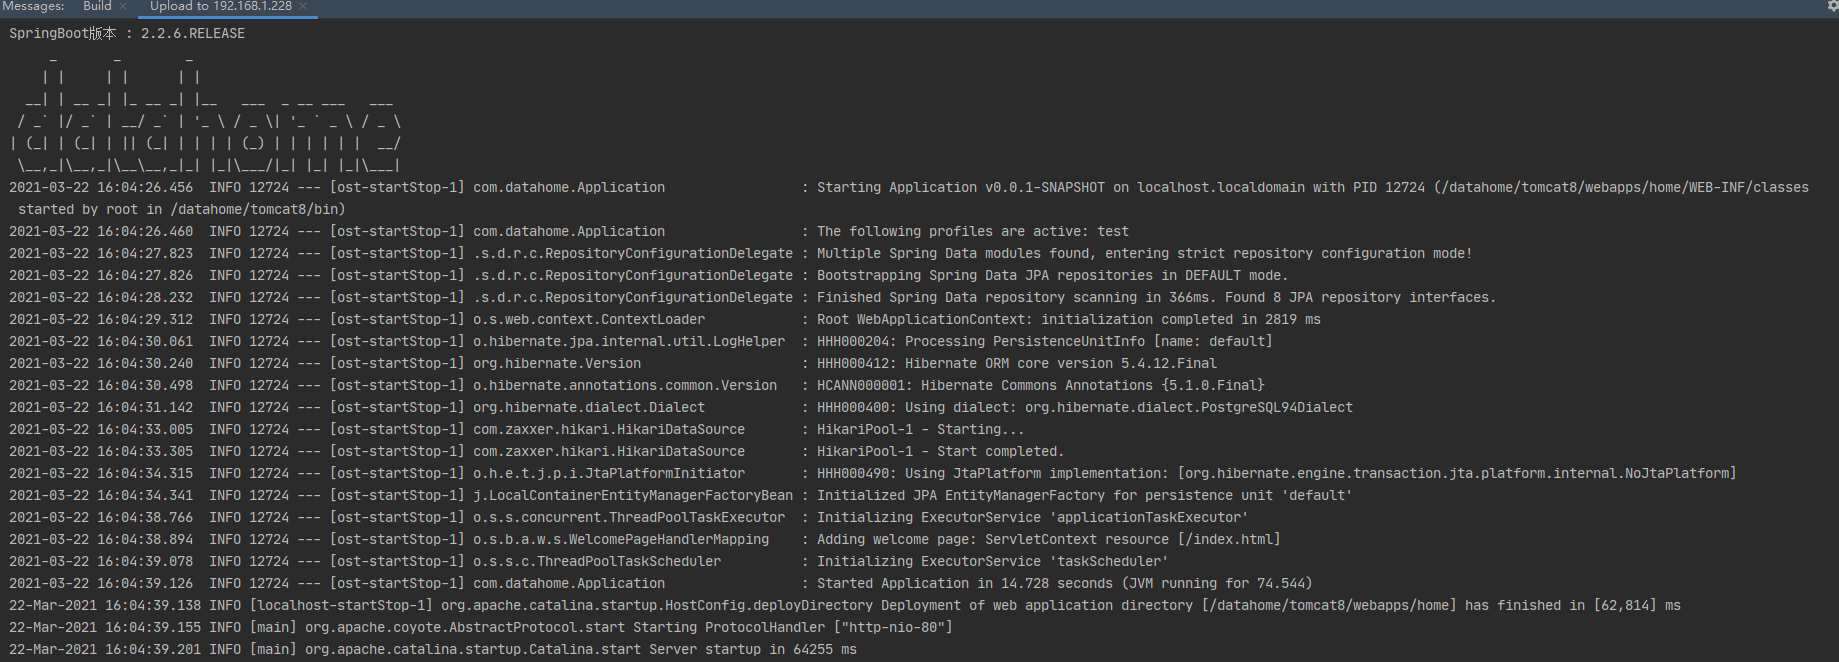 Messages: Build × Upload to 192.168.1.228 ×
SpringBoot版本 : 2.2.6.RELEASE
     _       _        _
    | |     | |      | |
  __| | __ _| |_ __ _| |__   ___  _ __ ___   ___
 / _` |/ _` | __/ _` | '_ \ / _ \| '_ ` _ \ / _ \
| (_| | (_| | || (_| | | | | (_) | | | | | |  __/
 \__,_|\__,_|\__\__,_|_| |_|\___/|_| |_| |_|\___|
2021-03-22 16:04:26.456  INFO 12724 --- [ost-startStop-1] com.datahome.Application                 : Starting Application v0.0.1-SNAPSHOT on localhost.localdomain with PID 12724 (/datahome/tomcat8/webapps/home/WEB-INF/classes
 started by root in /datahome/tomcat8/bin)
2021-03-22 16:04:26.460  INFO 12724 --- [ost-startStop-1] com.datahome.Application                 : The following profiles are active: test
2021-03-22 16:04:27.823  INFO 12724 --- [ost-startStop-1] .s.d.r.c.RepositoryConfigurationDelegate : Multiple Spring Data modules found, entering strict repository configuration mode!
2021-03-22 16:04:27.826  INFO 12724 --- [ost-startStop-1] .s.d.r.c.RepositoryConfigurationDelegate : Bootstrapping Spring Data JPA repositories in DEFAULT mode.
2021-03-22 16:04:28.232  INFO 12724 --- [ost-startStop-1] .s.d.r.c.RepositoryConfigurationDelegate : Finished Spring Data repository scanning in 366ms. Found 8 JPA repository interfaces.
2021-03-22 16:04:29.312  INFO 12724 --- [ost-startStop-1] o.s.web.context.ContextLoader            : Root WebApplicationContext: initialization completed in 2819 ms
2021-03-22 16:04:30.061  INFO 12724 --- [ost-startStop-1] o.hibernate.jpa.internal.util.LogHelper  : HHH000204: Processing PersistenceUnitInfo [name: default]
2021-03-22 16:04:30.240  INFO 12724 --- [ost-startStop-1] org.hibernate.Version                    : HHH000412: Hibernate ORM core version 5.4.12.Final
2021-03-22 16:04:30.498  INFO 12724 --- [ost-startStop-1] o.hibernate.annotations.common.Version   : HCANN000001: Hibernate Commons Annotations {5.1.0.Final}
2021-03-22 16:04:31.142  INFO 12724 --- [ost-startStop-1] org.hibernate.dialect.Dialect            : HHH000400: Using dialect: org.hibernate.dialect.PostgreSQL94Dialect
2021-03-22 16:04:33.005  INFO 12724 --- [ost-startStop-1] com.zaxxer.hikari.HikariDataSource       : HikariPool-1 - Starting...
2021-03-22 16:04:33.305  INFO 12724 --- [ost-startStop-1] com.zaxxer.hikari.HikariDataSource       : HikariPool-1 - Start completed.
2021-03-22 16:04:34.315  INFO 12724 --- [ost-startStop-1] o.h.e.t.j.p.i.JtaPlatformInitiator       : HHH000490: Using JtaPlatform implementation: [org.hibernate.engine.transaction.jta.platform.internal.NoJtaPlatform]
2021-03-22 16:04:34.341  INFO 12724 --- [ost-startStop-1] j.LocalContainerEntityManagerFactoryBean : Initialized JPA EntityManagerFactory for persistence unit 'default'
2021-03-22 16:04:38.766  INFO 12724 --- [ost-startStop-1] o.s.s.concurrent.ThreadPoolTaskExecutor  : Initializing ExecutorService 'applicationTaskExecutor'
2021-03-22 16:04:38.894  INFO 12724 --- [ost-startStop-1] o.s.b.a.w.s.WelcomePageHandlerMapping    : Adding welcome page: ServletContext resource [/index.html]
2021-03-22 16:04:39.078  INFO 12724 --- [ost-startStop-1] o.s.s.c.ThreadPoolTaskScheduler          : Initializing ExecutorService 'taskScheduler'
2021-03-22 16:04:39.126  INFO 12724 --- [ost-startStop-1] com.datahome.Application                 : Started Application in 14.728 seconds (JVM running for 74.544)
22-Mar-2021 16:04:39.138 INFO [localhost-startStop-1] org.apache.catalina.startup.HostConfig.deployDirectory Deployment of web application directory [/datahome/tomcat8/webapps/home] has finished in [62,814] ms
22-Mar-2021 16:04:39.155 INFO [main] org.apache.coyote.AbstractProtocol.start Starting ProtocolHandler ["http-nio-80"]
22-Mar-2021 16:04:39.201 INFO [main] org.apache.catalina.startup.Catalina.start Server startup in 64255 ms